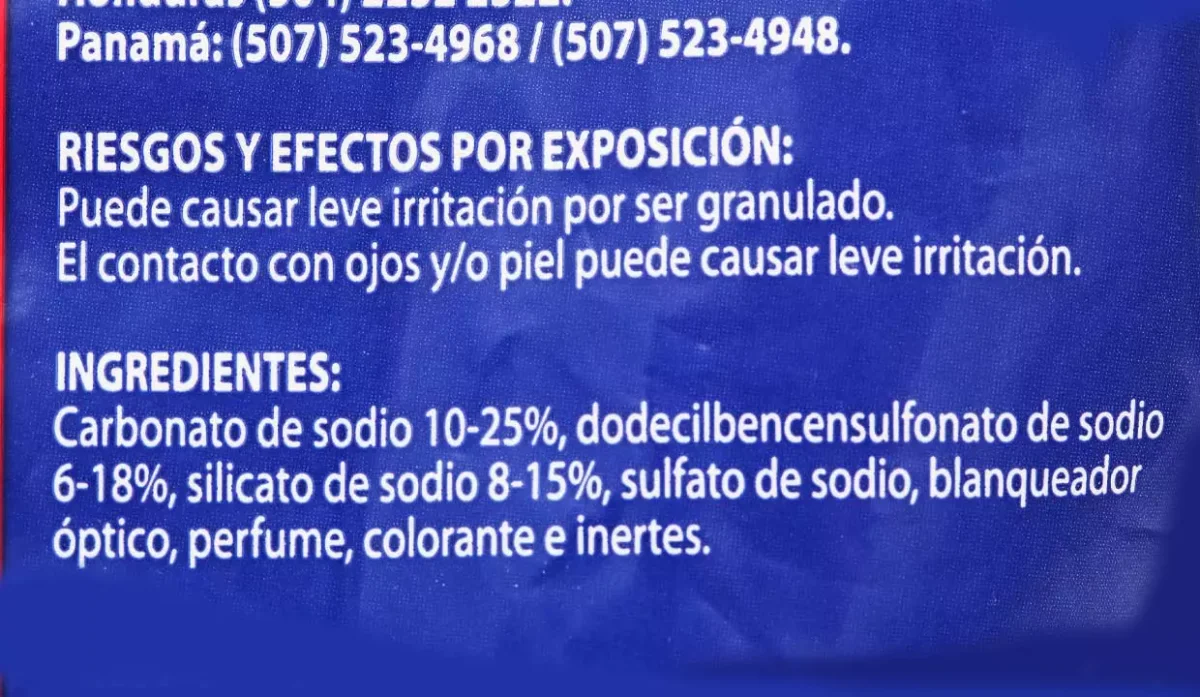 Panamá: (507) 523-4968 / (507) 523-4948.
RIESGOS Y EFECTOS POR EXPOSICIÓN:
Puede causar leve irritación por ser granulado.
El contacto con ojos y/o piel puede causar leve irritación.
INGREDIENTES:
Carbonato de sodio 10-25%, dodecilbencensulfonato de sodio
6-18%, silicato de sodio 8-15%, sulfato de sodio, blanqueador
óptico, perfume, colorante e inertes.